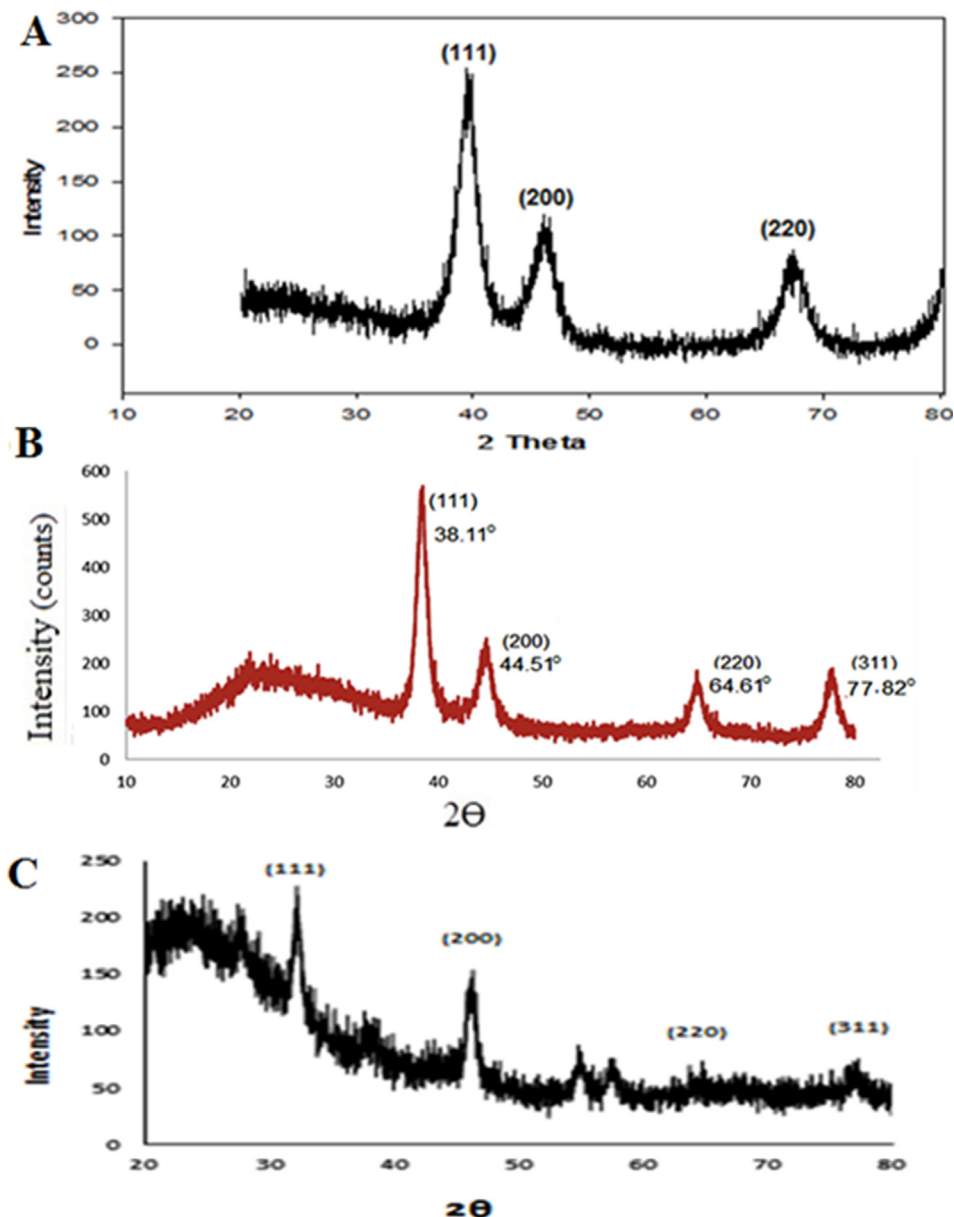 A
300
250
200
150
100
50
0
Intensity
(111)
(200)
(220)
10 20 30 40 50 60 70 80
2 Theta
B
600
500
400
300
200
100
0
Intensity (counts)
(111)
38.11°
(200)
44.51°
(220)
64.61°
(311)
77.82°
10 20 30 40 50 60 70 80
2Θ
C
250
200
150
100
50
0
Intensity
(111)
(200)
(220)
(311)
20 30 40 50 60 70 80
2Θ